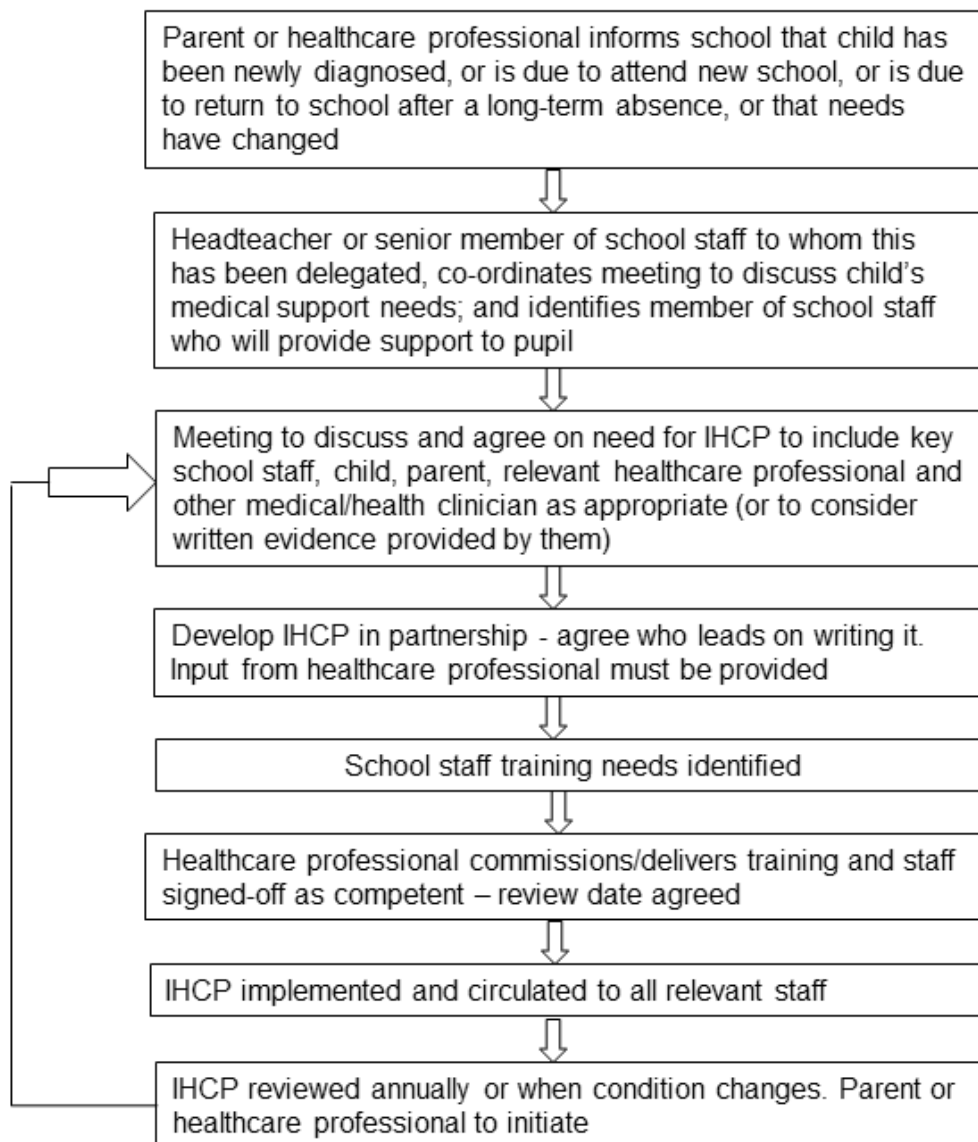 Parent or healthcare professional informs school that child has
been newly diagnosed, or is due to attend new school, or is due
to return to school after a long-term absence, or that needs
have changed
Headteacher or senior member of school staff to whom this
has been delegated, co-ordinates meeting to discuss child's
medical support needs; and identifies member of school staff
who will provide support to pupil
Meeting to discuss and agree on need for IHCP to include key
school staff, child, parent, relevant healthcare professional and
other medical/health clinician as appropriate (or to consider
written evidence provided by them)
Develop IHCP in partnership - agree who leads on writing it.
Input from healthcare professional must be provided
School staff training needs identified
Healthcare professional commissions/delivers training and staff
signed-off as competent – review date agreed
IHCP implemented and circulated to all relevant staff
IHCP reviewed annually or when condition changes. Parent or
healthcare professional to initiate